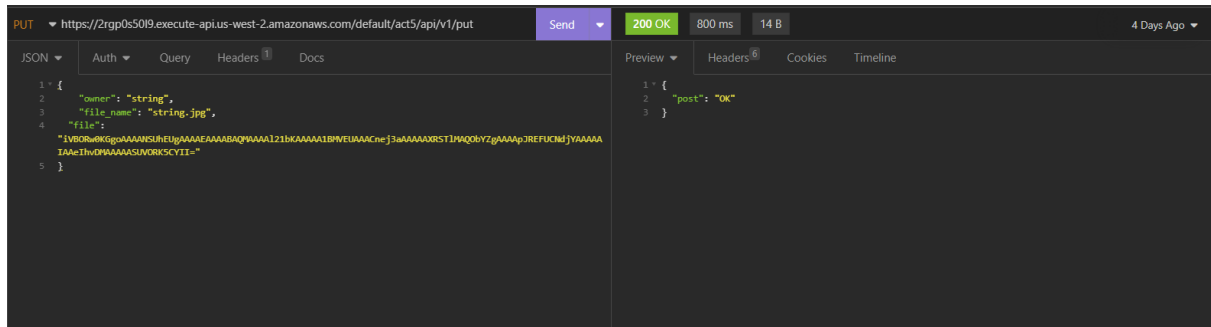 PUT https://2rgp0s50l9.execute-api.us-west-2.amazonaws.com/default/act5/api/v1/put Send
JSON Auth Query Headers 1 Docs
1 {
2 "owner": "string",
3 "file_name": "string.jpg",
4 "file":
5 }
200 OK 800 ms 14 B 4 Days Ago
Preview Headers 6 Cookies Timeline
1 {
2 "post": "OK"
3 }